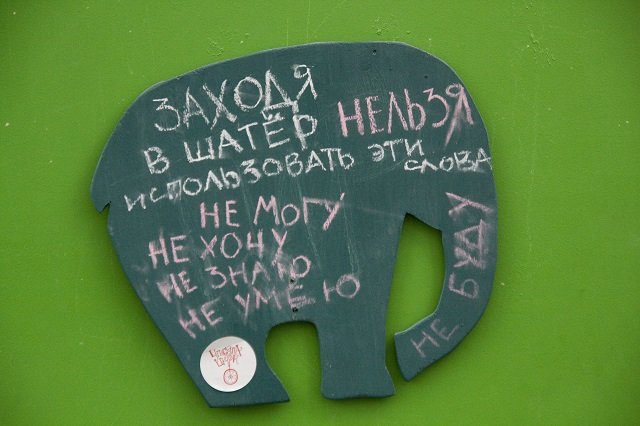 ЗАХОДЯ
В ШАТЁР НЕЛЬЗЯ
ИСПОЛЬЗОВАТЬ ЭТИ СЛОВА
НЕ МОГУ
НЕ ХОЧУ
НЕ ЗНАЮ
НЕ УМЕЮ
НЕ БУДУ